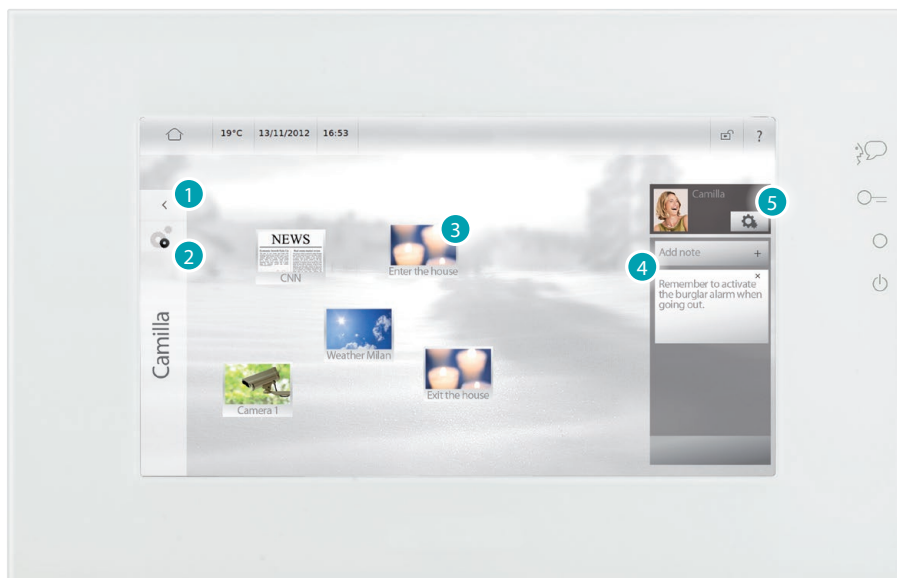 19°C 13/11/2012 16:53 ?
1
<
2
Camilla
NEWS
CNN
3
Enter the house
Weather Milan
Camera 1
Exit the house
Camilla
5
4
Add note +
×
Remember to activate
the burglar alarm when
going out.